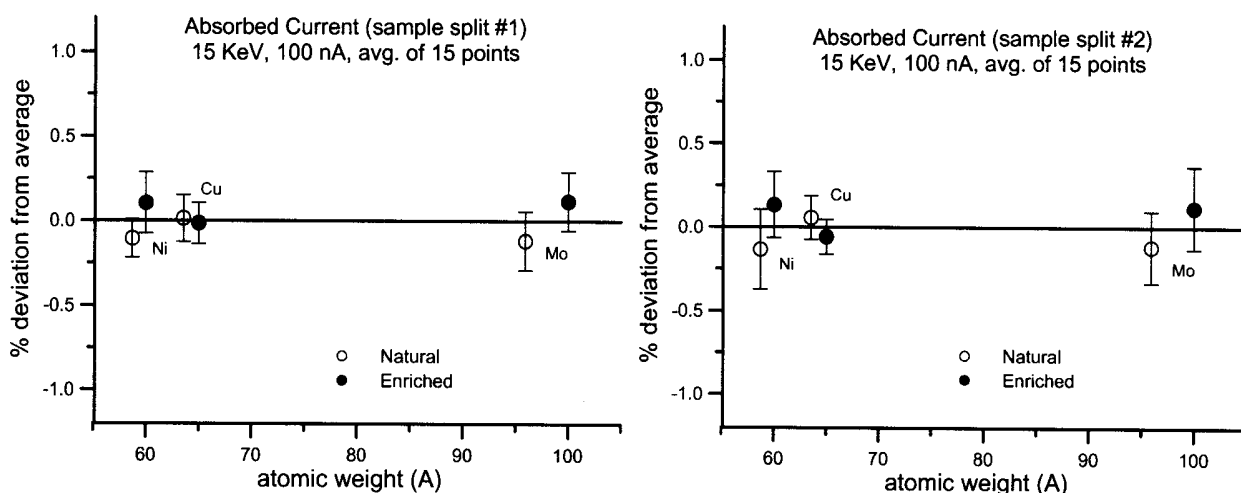 Absorbed Current (sample split #1)
15 KeV, 100 nA, avg. of 15 points
% deviation from average
1.0
0.5
0.0
-0.5
-1.0
Cu
Ni
Mo
Natural
Enriched
60
70
80
90
100
atomic weight (A)
Absorbed Current (sample split #2)
15 KeV, 100 nA, avg. of 15 points
% deviation from average
1.0
0.5
0.0
-0.5
-1.0
Cu
Ni
Mo
Natural
Enriched
60
70
80
90
100
atomic weight (A)